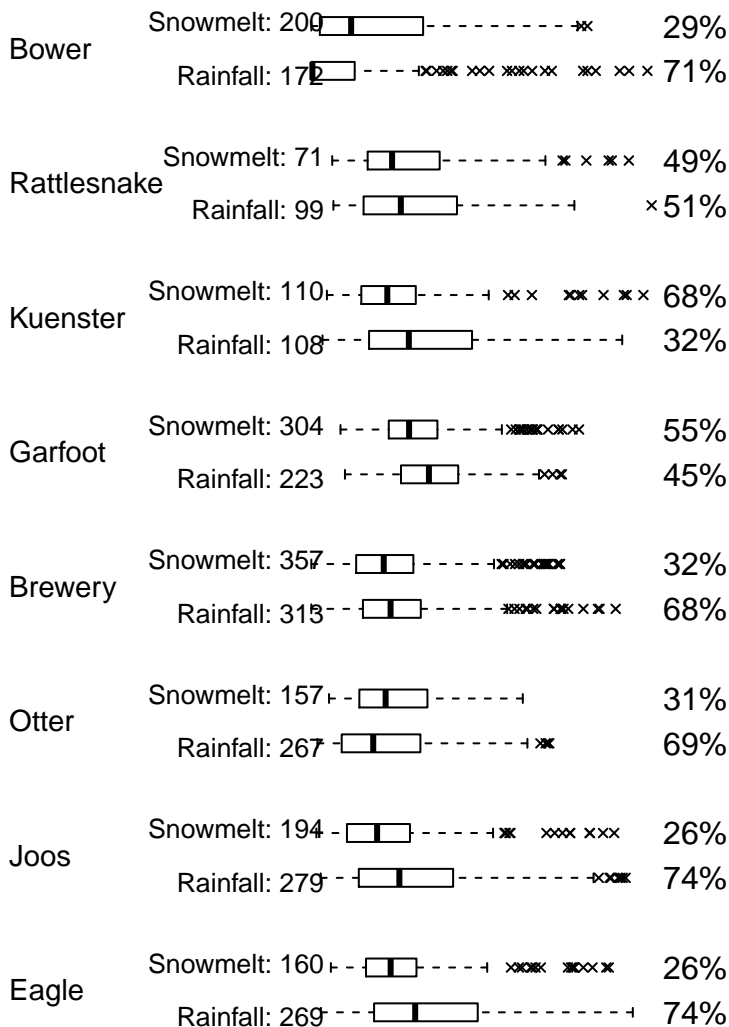 Snowmelt: 200 29%
Bower
Rainfall: 172 71%
Snowmelt: 71 49%
Rattlesnake
Rainfall: 99 51%
Snowmelt: 110 68%
Kuenster
Rainfall: 108 32%
Snowmelt: 304 55%
Garfoot
Rainfall: 223 45%
Snowmelt: 357 32%
Brewery
Rainfall: 313 68%
Snowmelt: 157 31%
Otter
Rainfall: 267 69%
Snowmelt: 194 26%
Joos
Rainfall: 279 74%
Snowmelt: 160 26%
Eagle
Rainfall: 269 74%